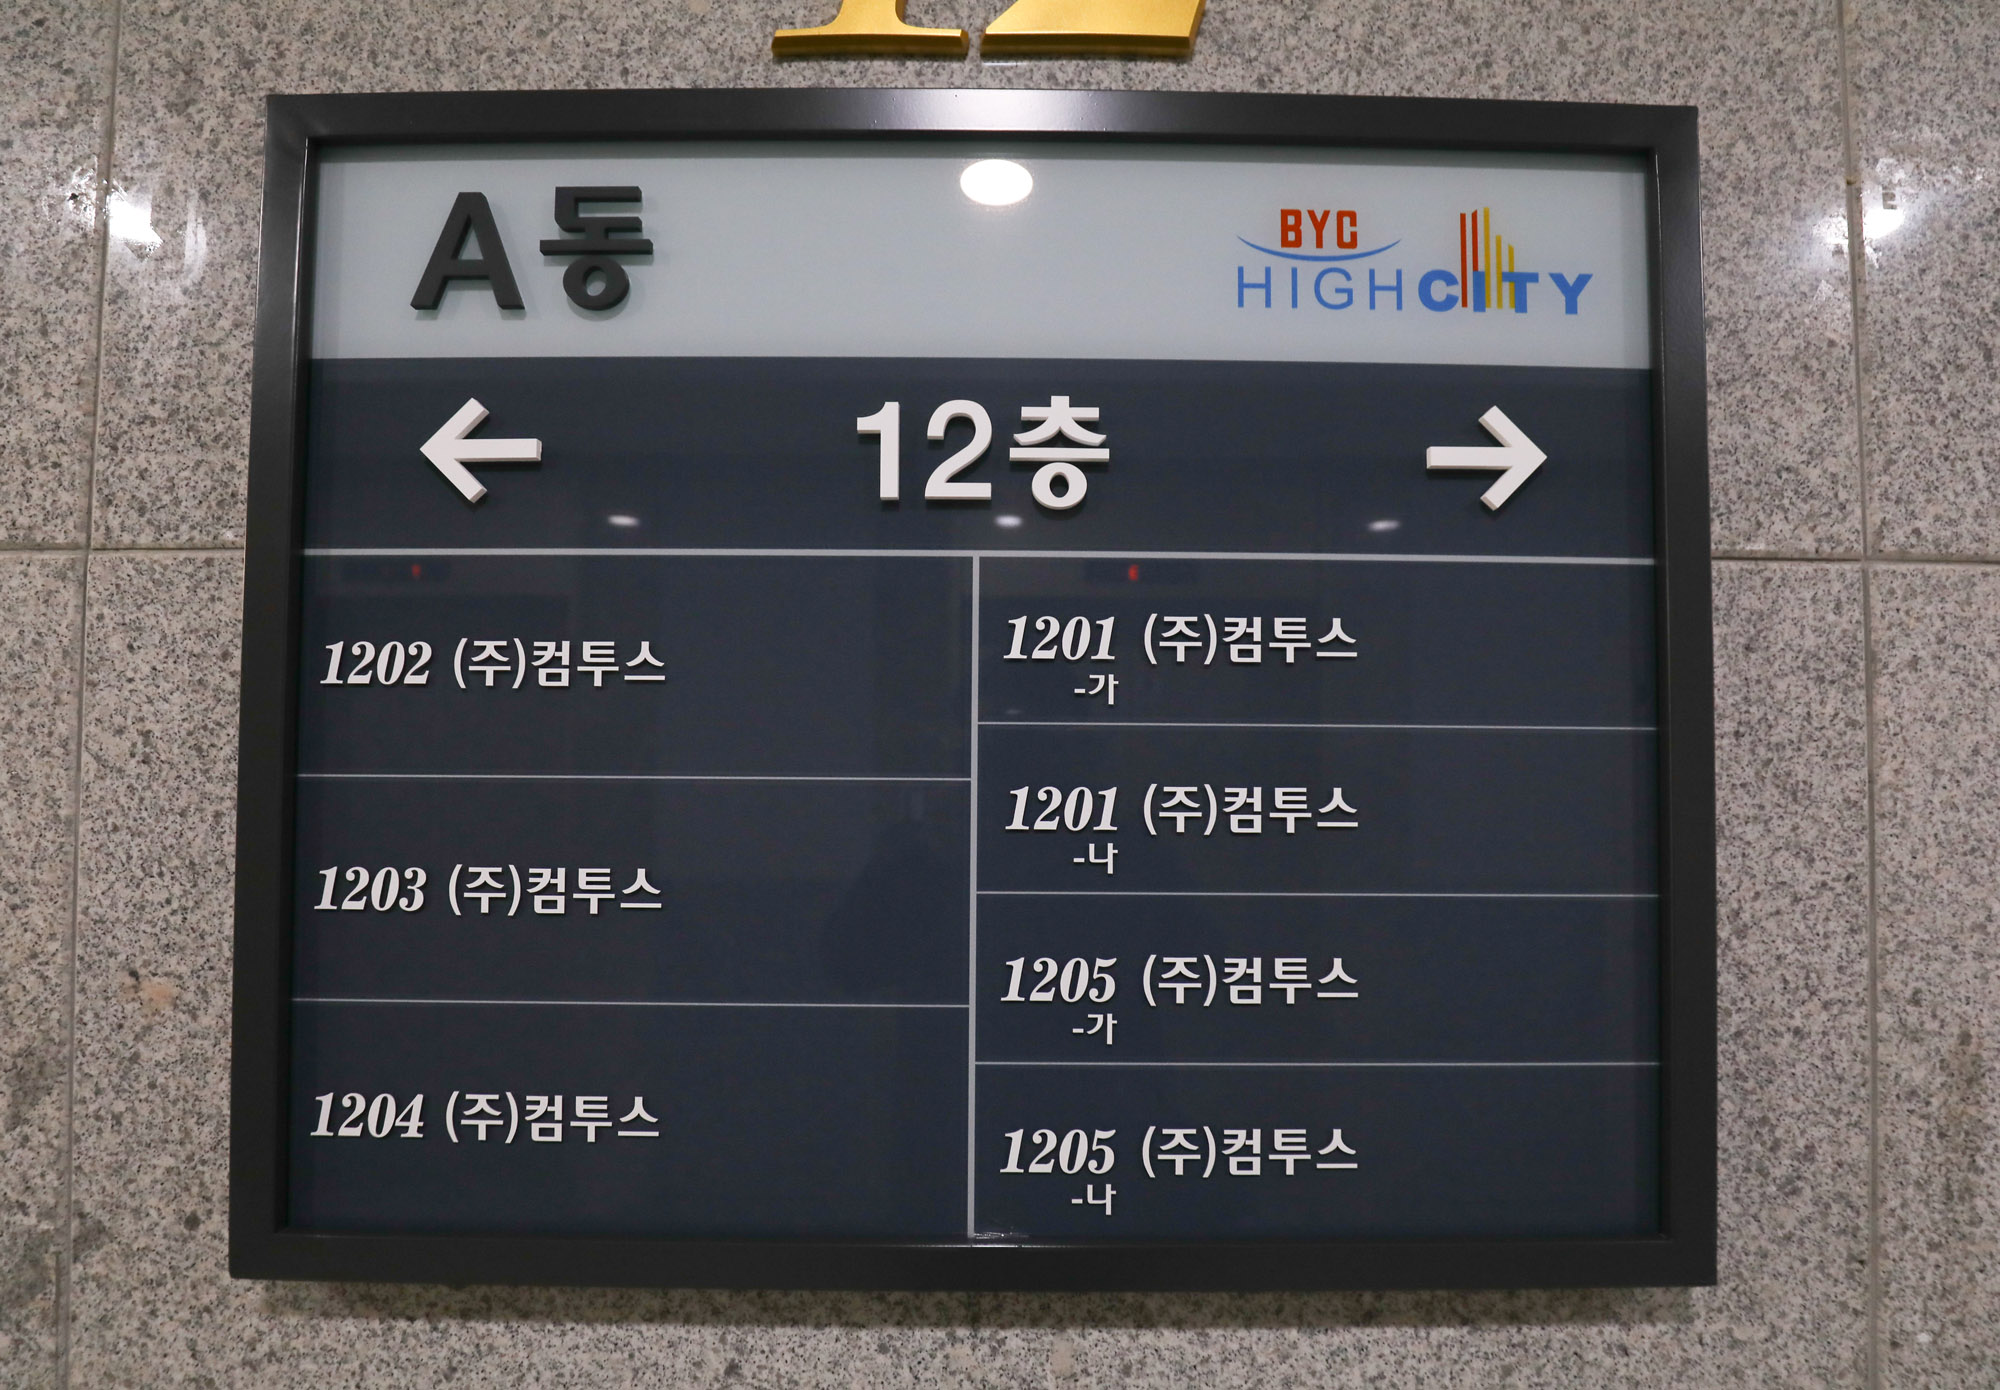 A동
BYC
HIGHCITY
← 12층 →
1202 (주)컴투스
1203 (주)컴투스
1204 (주)컴투스
1201 (주)컴투스
-가
1201 (주)컴투스
-나
1205 (주)컴투스
-가
1205 (주)컴투스
-나